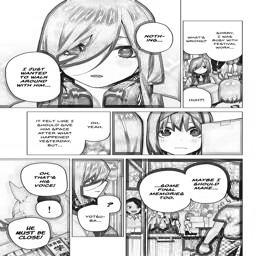 SORRY,
I WAS
BUSY WITH
FESTIVAL
WORK...
WHAT'S
WRONG?
HUH?!
NOTH-
ING...
I JUST
WANTED
TO WALK
AROUND
WITH HIM...
OH,
YEAH.
IT FELT LIKE I
SHOULD GIVE
HIM SPACE
AFTER WHAT
HAPPENED
YESTERDAY,
BUT...
MAYBE I
SHOULD
MAKE...
...SOME
FINAL
MEMORIES
TOO.
YOTSU-
BA...
!
OH,
THAT'S
HIS
VOICE!
?
HE
MUST BE
CLOSE!